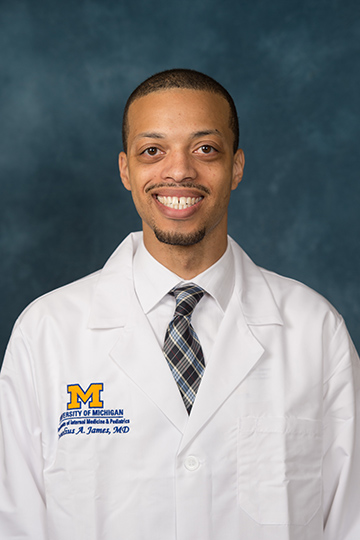 M
UNIVERSITY OF MICHIGAN
of Internal Medicine & Pediatrics
A. James, MD